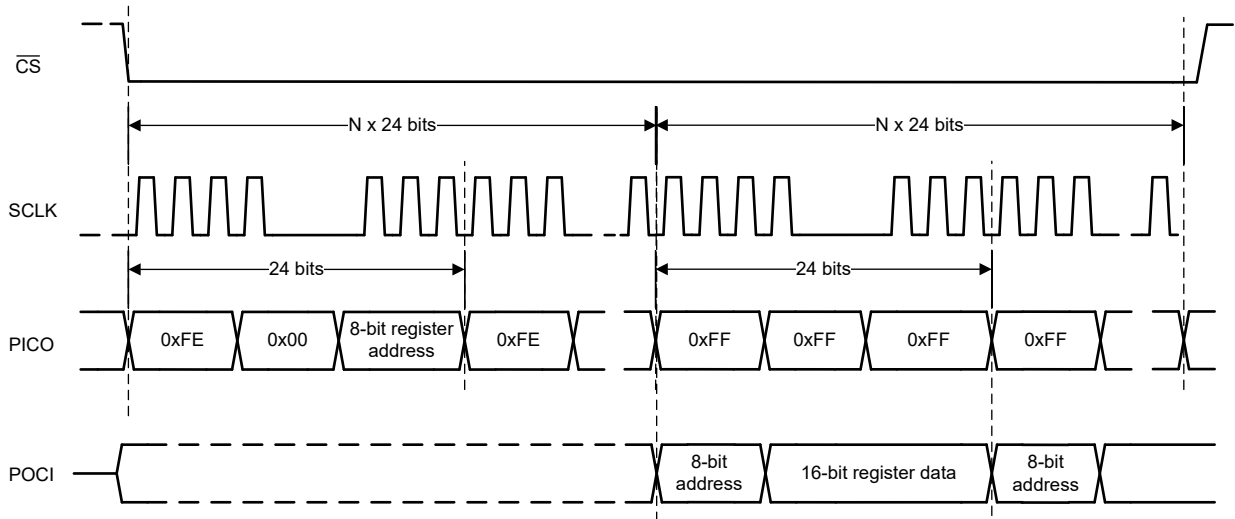 CS
N x 24 bits
N x 24 bits
SCLK
24 bits
24 bits
PICO
0xFE
0x00
8-bit register
address
0xFE
0xFF
0xFF
0xFF
0xFF
POCI
8-bit
address
16-bit register data
8-bit
address